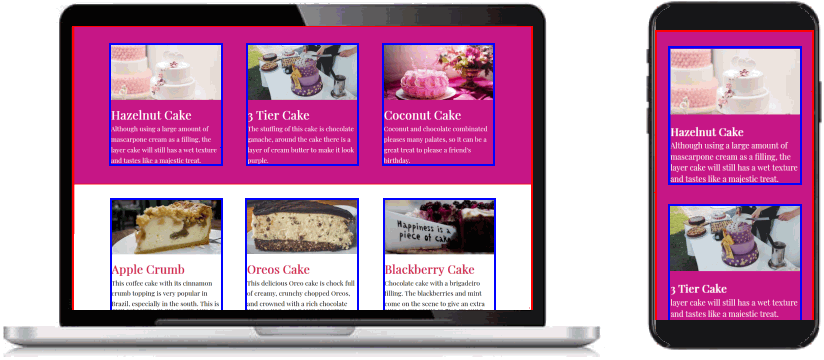 Hazelnut Cake
Although using a large amount of
mascarpone cream as a filling, the
layer cake will still has a wet texture
and tastes like a majestic treat.
3 Tier Cake
The stuffing of this cake is chocolate
ganache, around the cake there is a
layer of cream butter to make it look
purple.
Coconut Cake
Coconut and chocolate combinated
pleases many palates, so it can be a
great treat to please a friend's
birthday.
Apple Crumb
This coffee cake with its cinnamon
crumb topping is very popular in
Brazil, especially in the south. This is
Oreos Cake
This delicious Oreo cake is chock full
of creamy, crunchy chopped Oreos,
and crowned with a rich chocolate
Happiness is a
piece of cake
Blackberry Cake
Chocolate cake with a brigadeiro
filling. The blackberries and mint
come on the scene to give an extra
Hazelnut Cake
Although using a large amount of
mascarpone cream as a filling, the
layer cake will still has a wet texture
and tastes like a majestic treat.
3 Tier Cake
layer cake will still has a wet texture
and tastes like a majestic treat.